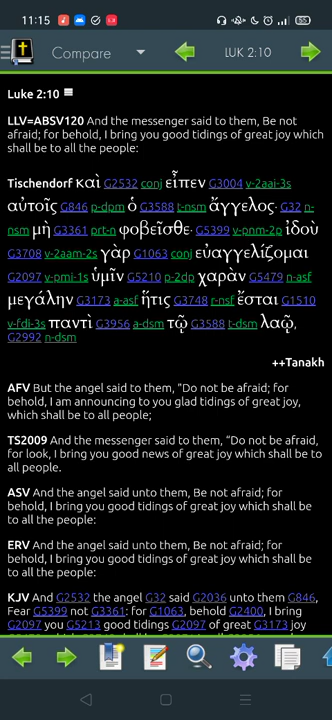 11:15 55
Compare LUK 2:10
Luke 2:10
LLV=ABSV120 And the messenger said to them, Be not
afraid; for behold, I bring you good tidings of great joy which
shall be to all the people:
Tischendorf καὶ G2532 conj εἶπεν G3004 v-2aai-3s
αὐτοῖς G846 p-dpm ὁ G3588 t-nsm ἄγγελος· G32 n-
nsm μὴ G3361 prt-n φοβεῖσθε· G5399 v-pnm-2p ἰδοὺ
G3708 v-2aam-2s γὰρ G1063 conj εὐαγγελίζομαι
G2097 v-pmi-1s ὑμῖν G5210 p-2dp χαρὰν G5479 n-asf
μεγάλην G3173 a-asf ἥτις G3748 r-nsf ἔσται G1510
v-fdi-3s παντὶ G3956 a-dsm τῷ G3588 t-dsm λαῷ,
G2992 n-dsm
++Tanakh
AFV But the angel said to them, "Do not be afraid; for
behold, I am announcing to you glad tidings of great joy,
which shall be to all people;
TS2009 And the messenger said to them, "Do not be afraid,
for look, I bring you good news of great joy which shall be to
all people.
ASV And the angel said unto them, Be not afraid; for
behold, I bring you good tidings of great joy which shall be
to all the people:
ERV And the angel said unto them, Be not afraid; for
behold, I bring you good tidings of great joy which shall be
to all the people:
KJV And G2532 the angel G32 said G2036 unto them G846,
Fear G5399 not G3361: for G1063, behold G2400, I bring
G2097 you G5213 good tidings G2097 of great G3173 joy